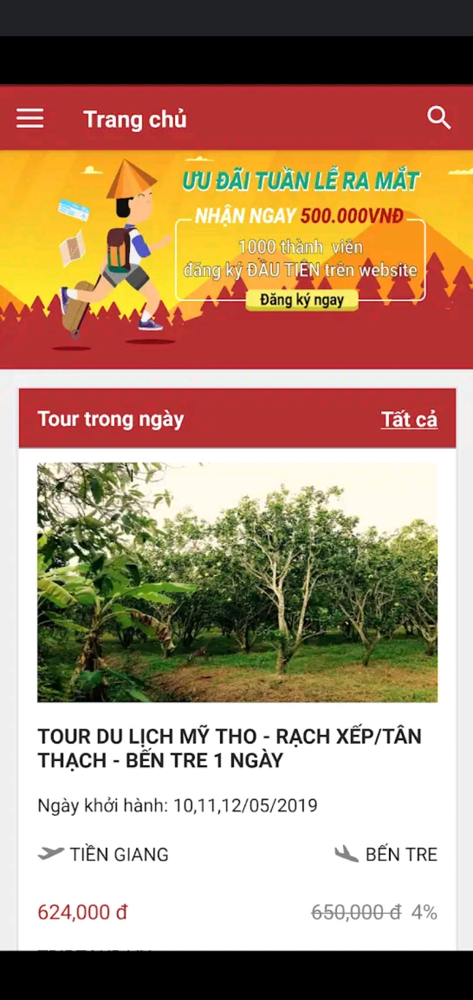 Trang chủ
ƯU ĐÃI TUẦN LỄ RA MẮT
NHẬN NGAY 500.000VNĐ
1000 thành viên
đăng ký ĐẦU TIÊN trên website
Đăng ký ngay
Tour trong ngày Tất cả
TOUR DU LỊCH MỸ THO - RẠCH XẾP/TÂN
THẠCH - BẾN TRE 1 NGÀY
Ngày khởi hành: 10,11,12/05/2019
TIỀN GIANG BẾN TRE
624,000 đ 650,000 đ 4%